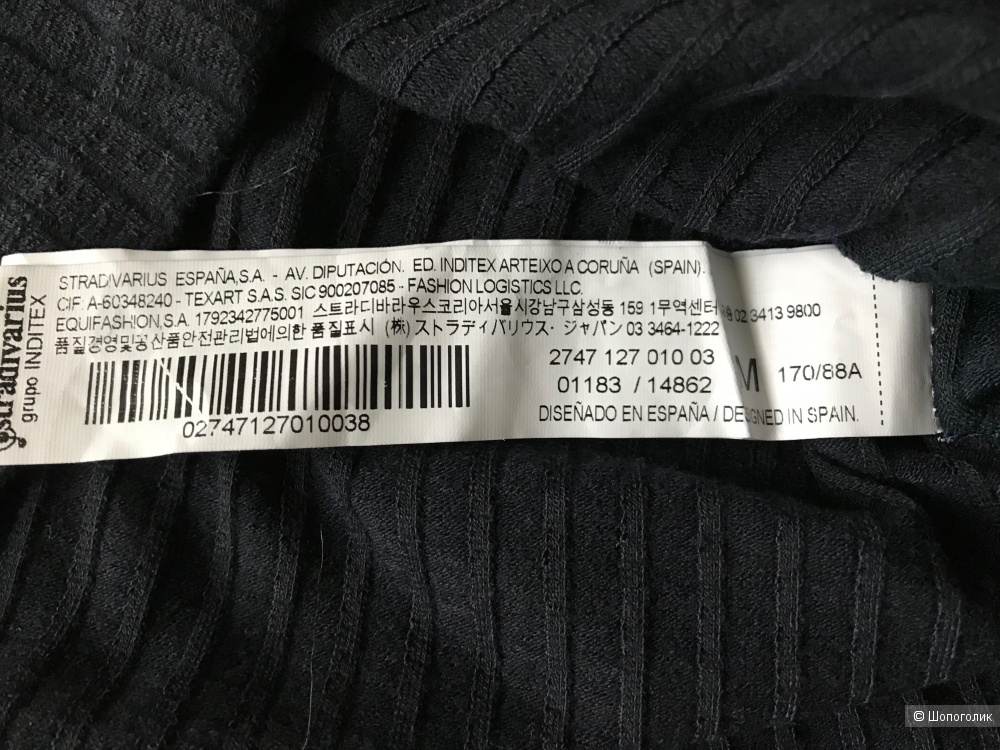 stradivarius
grupo INDITEX
STRADIVARIUS ESPAÑA,S.A. - AV. DIPUTACIÓN. ED. INDITEX ARTEIXO A CORUÑA (SPAIN).
CIF: A-60348240 - TEXART S.A.S. SIC 900207085 - FASHION LOGISTICS LLC.
EQUIFASHION,S.A. 1792342775001 스트라디바라우스코리아서울시강남구삼성동 159 1무역센터 02 3413 9800
품질경영및공산품안전관리법에의한 품질표시 (株) ストラディバリウス・ジャパン 03 3464-1222
02747127010038
2747 127 010 03
01183 / 14862
M 170/88A
DISEÑADO EN ESPAÑA / DESIGNED IN SPAIN.
© Шопоголик